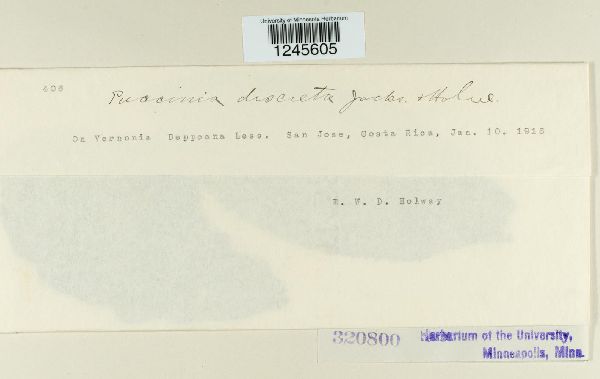 University of Minnesota Herbarium
1245605
406
Puccinia discreta Jacks. & Holw.
On Vernonia Deppeana Less. San Jose, Costa Rica, Jan. 10. 1916
E. W. D. Holway
320800
Herbarium of the University,
Minneapolis, Minn.